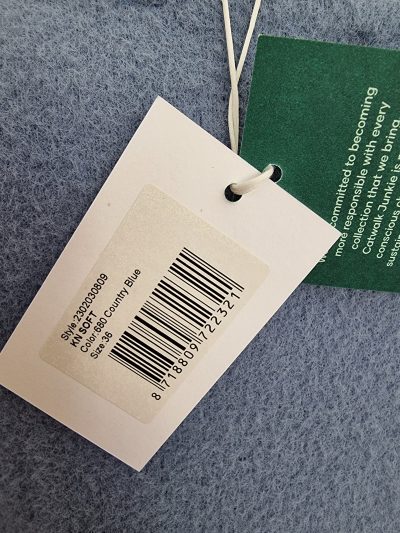 Style:2302030809
KN SOFT
Color:680 Country Blue
Size:36
8 718809 722321
committed to becoming
more responsible with every
collection that we bring.
Catwalk Junkie is
conscious